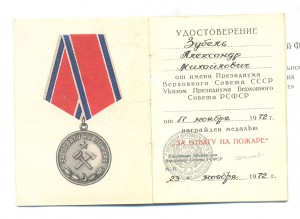 УДОСТОВЕРЕНИЕ
Зубель
Александр
Михайлович
от имени Президиума
Верховного Совета СССР
Указом Президиума Верховного
Совета РСФСР
от 17 ноября 1972 г.
награжден медалью
"ЗА ОТВАГУ НА ПОЖАРЕ"
23 ноября 1972 г.